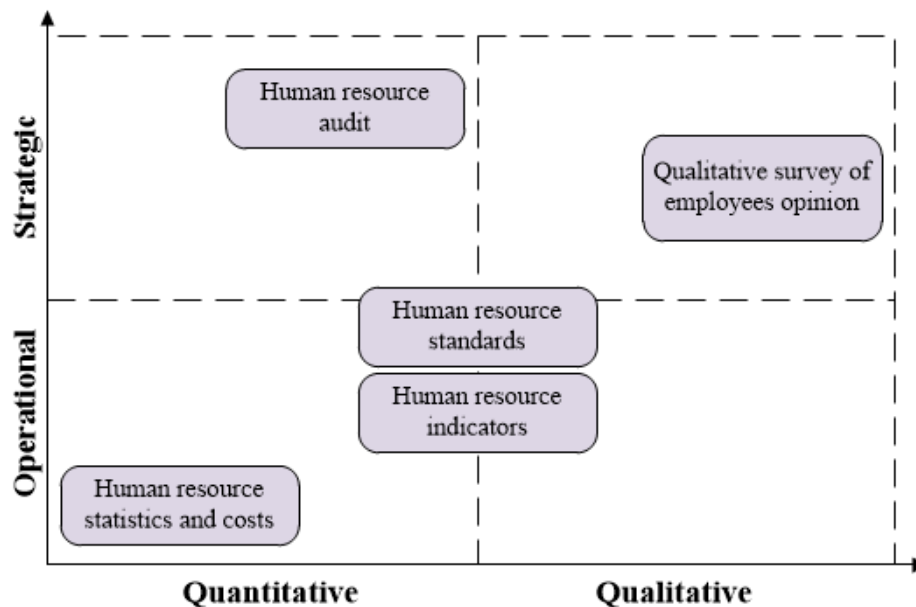 Strategic
Human resource
audit
Qualitative survey of
employees opinion
Operational
Human resource
standards
Human resource
indicators
Human resource
statistics and costs
Quantitative
Qualitative